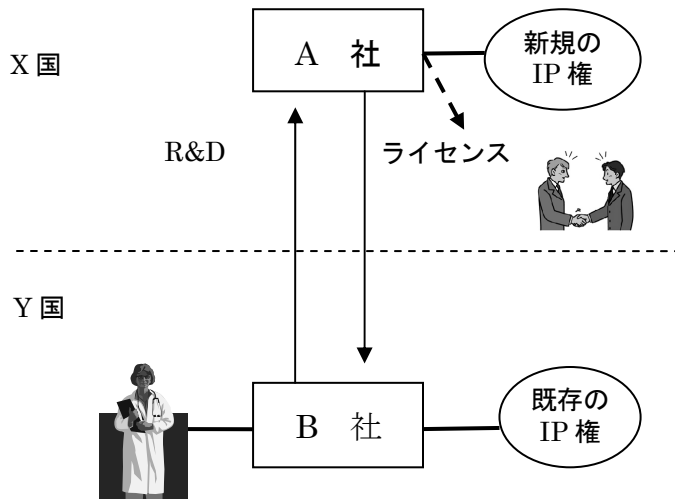 A 社
新規の
IP 権
X 国
R&D
ライセンス
Y 国
B 社
既存の
IP 権